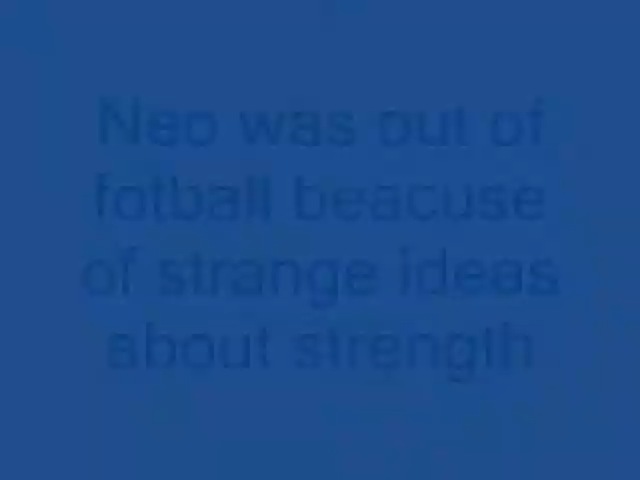 Neo was out of
fotball beacuse
of strange ideas
about strength